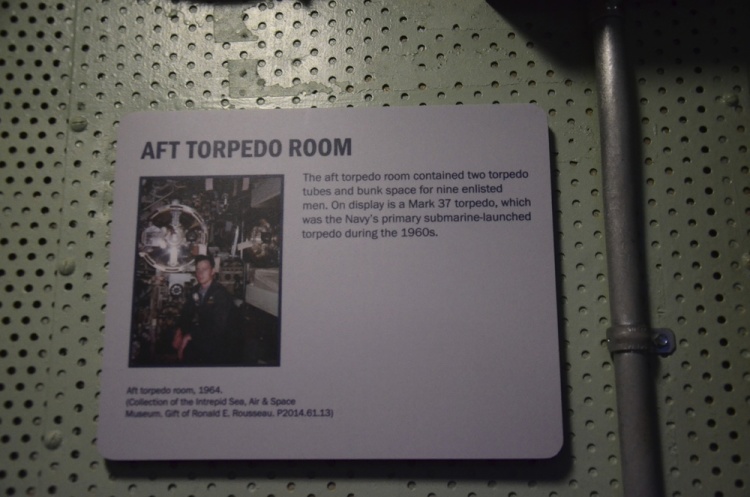 AFT TORPEDO ROOM
The aft torpedo room contained two torpedo
tubes and bunk space for nine enlisted
men. On display is a Mark 37 torpedo, which
was the Navy's primary submarine-launched
torpedo during the 1960s.
Aft torpedo room, 1964.
(Collection of the Intrepid Sea, Air & Space
Museum. Gift of Ronald E. Rousseau. P2014.61.13)